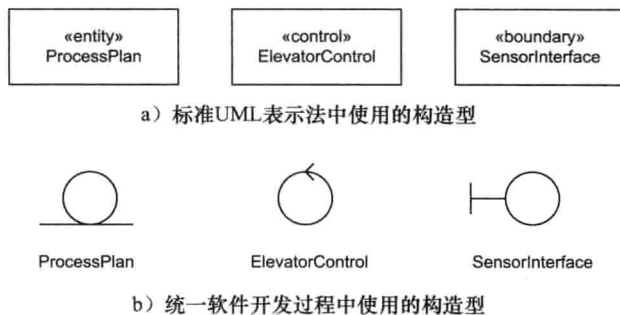 «entity» «control» «boundary»
ProcessPlan ElevatorControl SensorInterface
a）标准UML表示法中使用的构造型
ProcessPlan ElevatorControl SensorInterface
b）统一软件开发过程中使用的构造型